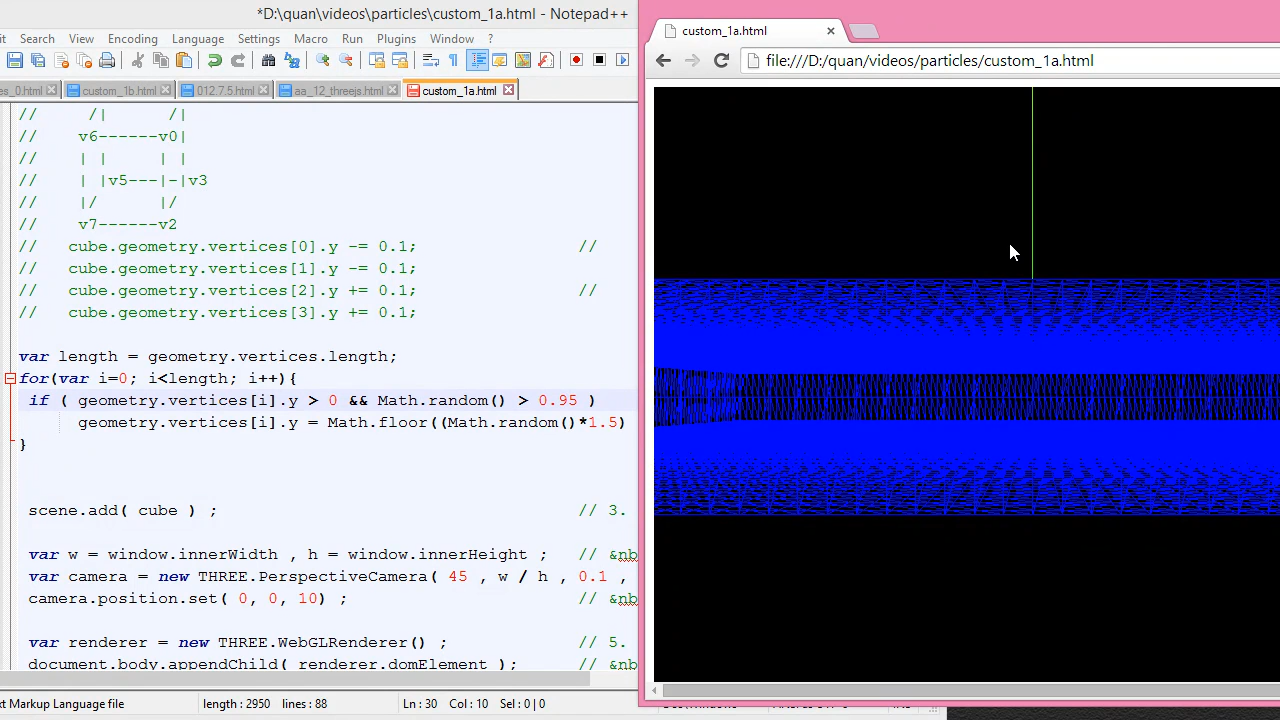 *D:\quan\videos\particles\custom_1a.html - Notepad++
it Search View Encoding Language Settings Macro Run Plugins Window ?
es_0.html custom_1b.html 012.7.5.html aa_12_threejs.html custom_1a.html
//      /|      /|
//     v6------v0|
//     | |     | |
//     | |v5---|-|v3
//     |/      |/
//     v7------v2
//   cube.geometry.vertices[0].y -= 0.1;                //
//   cube.geometry.vertices[1].y -= 0.1;
//   cube.geometry.vertices[2].y += 0.1;                //
//   cube.geometry.vertices[3].y += 0.1;
var length = geometry.vertices.length;
for(var i=0; i<length; i++){
if ( geometry.vertices[i].y > 0 && Math.random() > 0.95 )
geometry.vertices[i].y = Math.floor((Math.random()*1.5)
}
scene.add( cube ) ;                                     // 3.
var w = window.innerWidth , h = window.innerHeight ;   // &nb
var camera = new THREE.PerspectiveCamera( 45 , w / h , 0.1 ,
camera.position.set( 0, 0, 10) ;                        // &nb
var renderer = new THREE.WebGLRenderer() ;             // 5.
document.body.appendChild( renderer.domElement );      // &nb
t Markup Language file length : 2950 lines : 88 Ln : 30 Col : 10 Sel : 0 | 0
custom_1a.html
file:///D:/quan/videos/particles/custom_1a.html